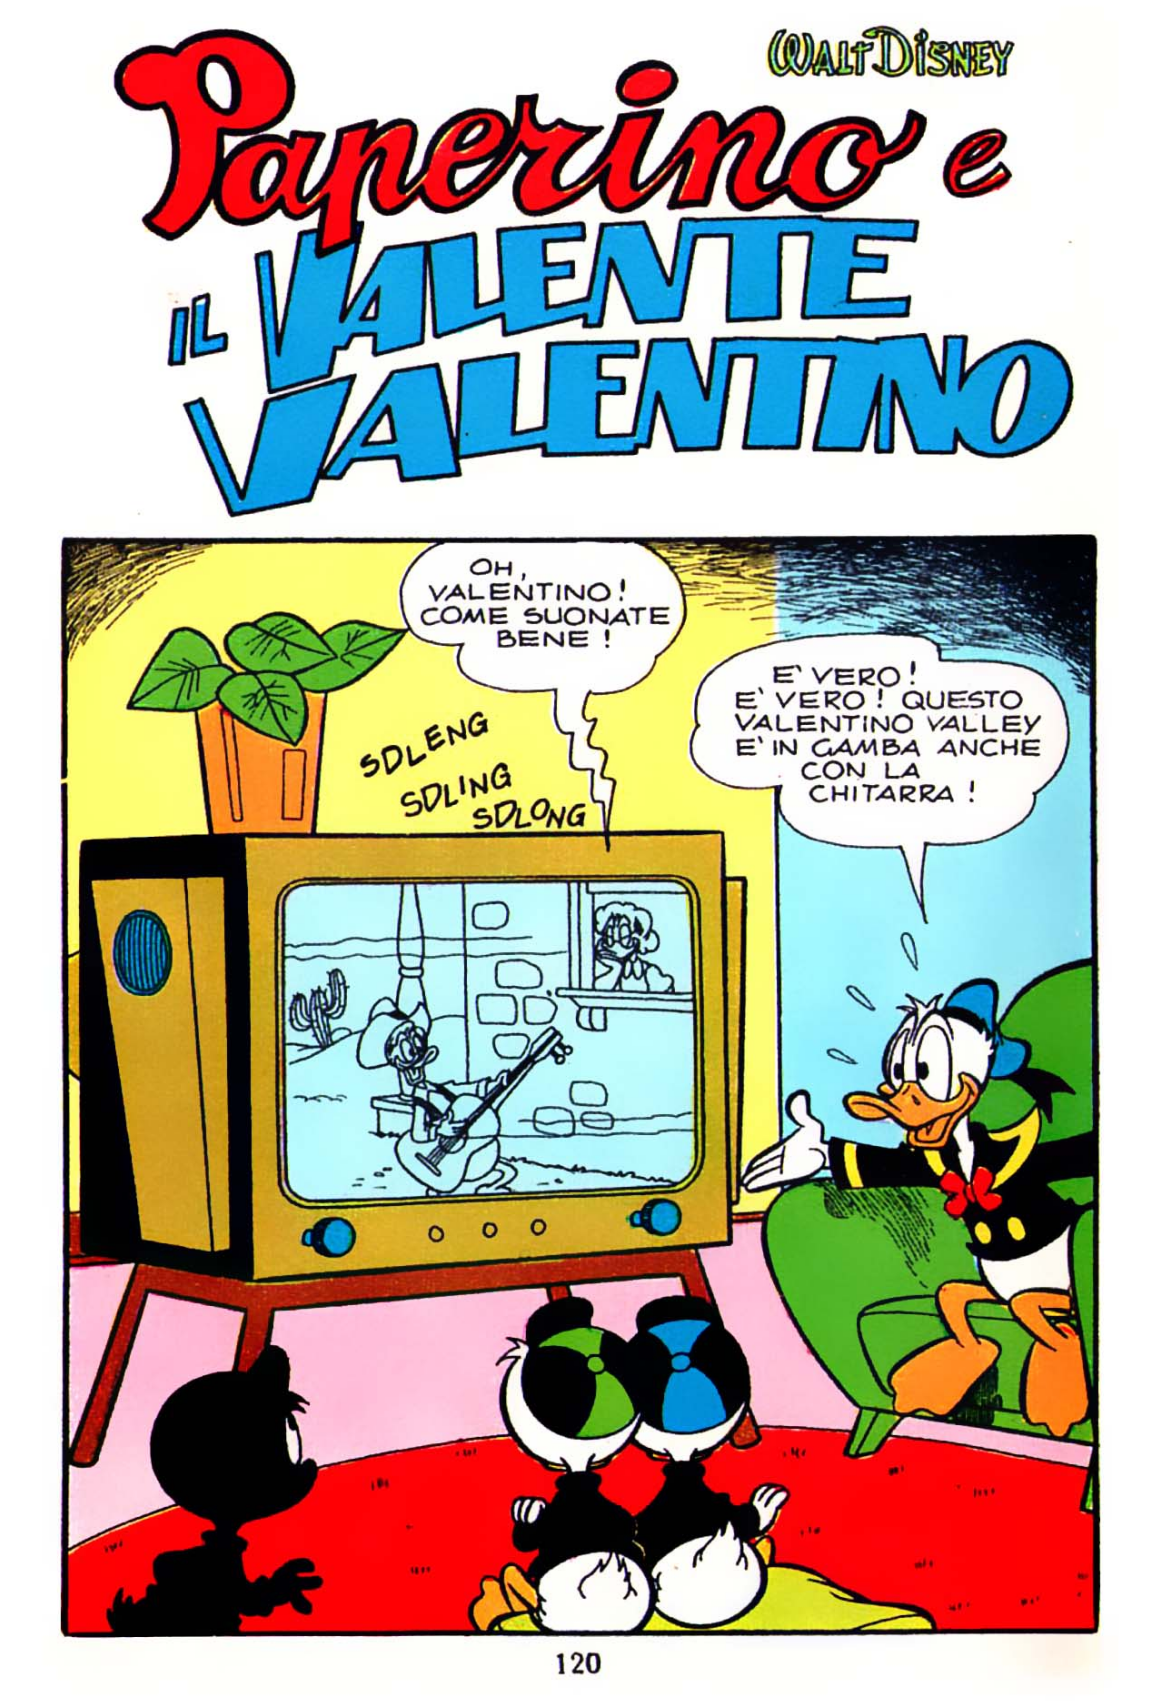 WALT DISNEY
Paperino e
IL VALENTE
VALENTINO
OH,
VALENTINO!
COME SUONATE
BENE!
E' VERO!
E' VERO! QUESTO
VALENTINO VALLEY
E' IN GAMBA ANCHE
CON LA
CHITARRA!
SDLENG
SDLING
SDLONG
120